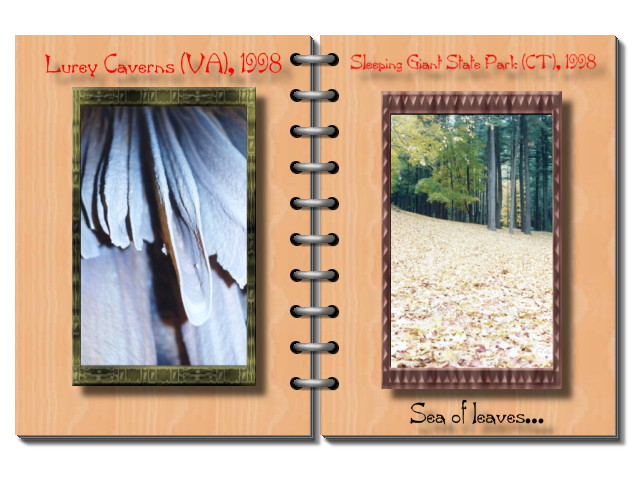 Lurey Caverns (VA), 1998
Sleeping Giant State Park (CT), 1998
Sea of leaves...